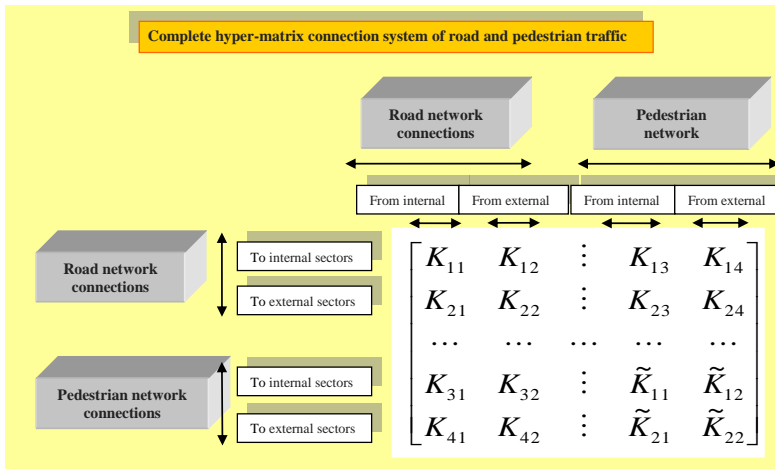 Complete hyper-matrix connection system of road and pedestrian traffic
Road network
connections
Pedestrian
network
From internal From external From internal From external
Road network
connections
To internal sectors
To external sectors
Pedestrian network
connections
To internal sectors
To external sectors
K₁₁ K₁₂ ⋮ K₁₃ K₁₄
K₂₁ K₂₂ ⋮ K₂₃ K₂₄
⋯ ⋯ ⋯ ⋯ ⋯
K₃₁ K₃₂ ⋮ K̃₁₁ K̃₁₂
K₄₁ K₄₂ ⋮ K̃₂₁ K̃₂₂